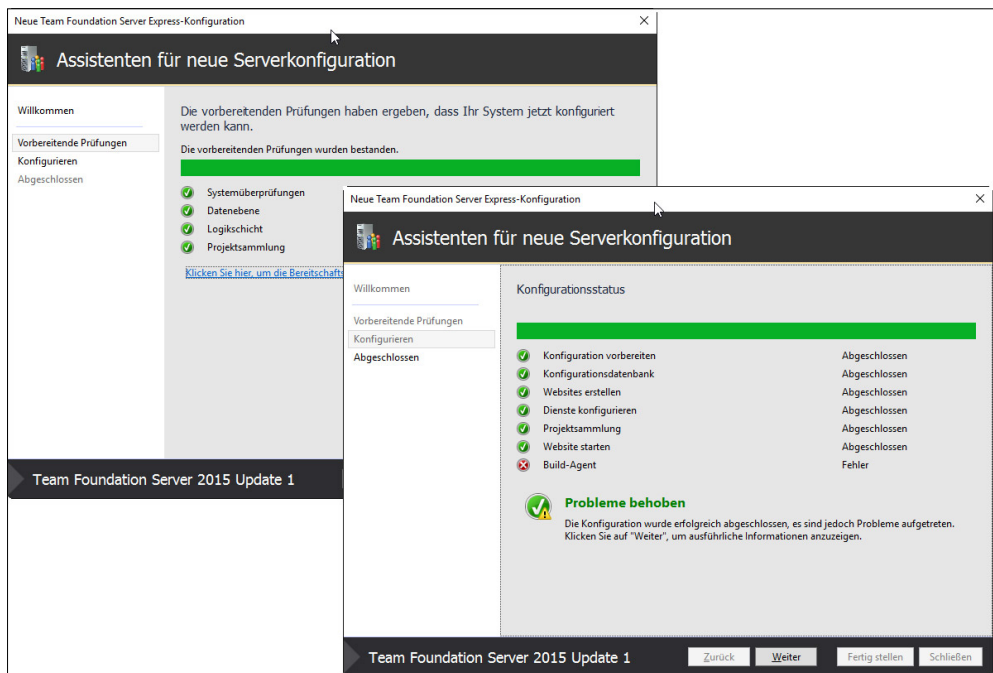 Neue Team Foundation Server Express-Konfiguration
Assistenten für neue Serverkonfiguration
Willkommen
Vorbereitende Prüfungen
Konfigurieren
Abgeschlossen
Die vorbereitenden Prüfungen haben ergeben, dass Ihr System jetzt konfiguriert
werden kann.
Die vorbereitenden Prüfungen wurden bestanden.
Systemüberprüfungen
Datenebene
Logikschicht
Projektsammlung
Klicken Sie hier, um die Bereitschafts
Team Foundation Server 2015 Update 1
Neue Team Foundation Server Express-Konfiguration
Assistenten für neue Serverkonfiguration
Willkommen
Vorbereitende Prüfungen
Konfigurieren
Abgeschlossen
Konfigurationsstatus
Konfiguration vorbereiten Abgeschlossen
Konfigurationsdatenbank Abgeschlossen
Websites erstellen Abgeschlossen
Dienste konfigurieren Abgeschlossen
Projektsammlung Abgeschlossen
Website starten Abgeschlossen
Build-Agent Fehler
Probleme behoben
Die Konfiguration wurde erfolgreich abgeschlossen, es sind jedoch Probleme aufgetreten.
Klicken Sie auf "Weiter", um ausführliche Informationen anzuzeigen.
Team Foundation Server 2015 Update 1
Zurück Weiter Fertig stellen Schließen